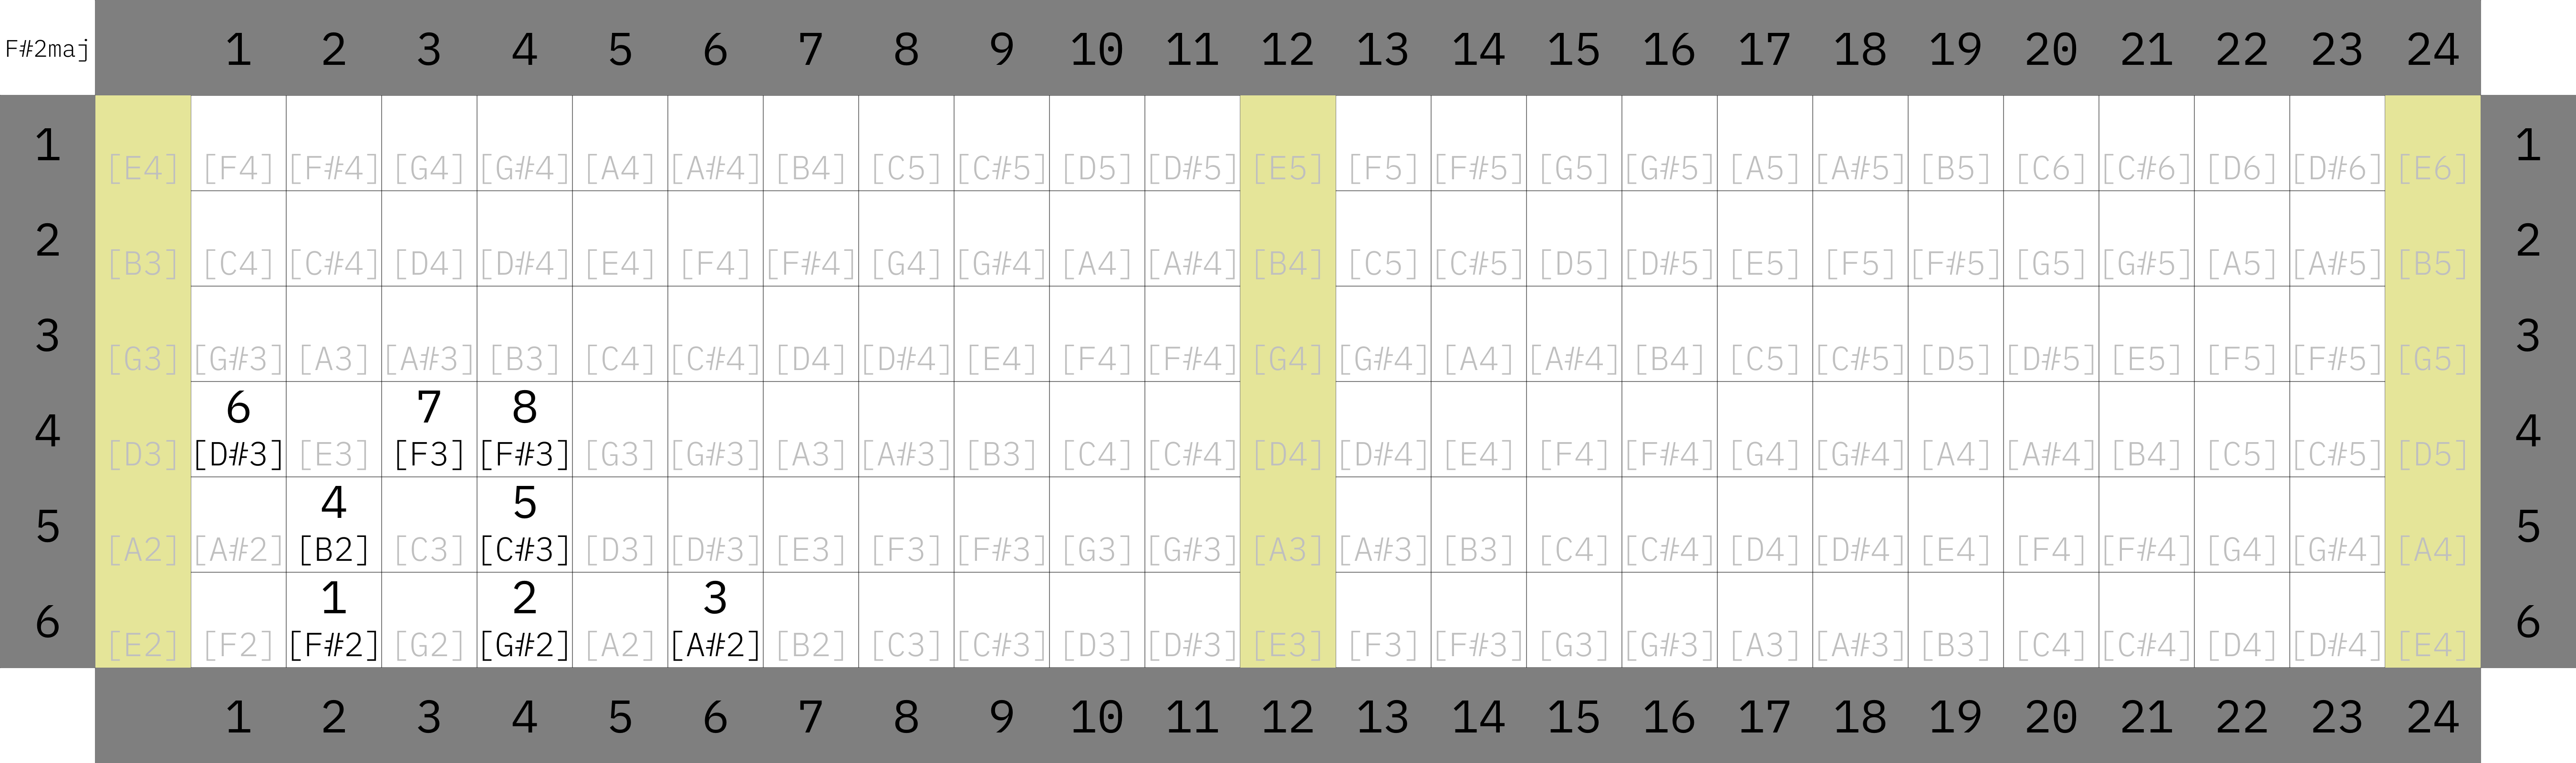 F#2maj 1 2 3 4 5 6 7 8 9 10 11 12 13 14 15 16 17 18 19 20 21 22 23 24
1 [E4] [F4] [F#4] [G4] [G#4] [A4] [A#4] [B4] [C5] [C#5] [D5] [D#5] [E5] [F5] [F#5] [G5] [G#5] [A5] [A#5] [B5] [C6] [C#6] [D6] [D#6] [E6] 1
2 [B3] [C4] [C#4] [D4] [D#4] [E4] [F4] [F#4] [G4] [G#4] [A4] [A#4] [B4] [C5] [C#5] [D5] [D#5] [E5] [F5] [F#5] [G5] [G#5] [A5] [A#5] [B5] 2
3 [G3] [G#3] [A3] [A#3] [B3] [C4] [C#4] [D4] [D#4] [E4] [F4] [F#4] [G4] [G#4] [A4] [A#4] [B4] [C5] [C#5] [D5] [D#5] [E5] [F5] [F#5] [G5] 3
6 7 8
4 [D3] [D#3] [E3] [F3] [F#3] [G3] [G#3] [A3] [A#3] [B3] [C4] [C#4] [D4] [D#4] [E4] [F4] [F#4] [G4] [G#4] [A4] [A#4] [B4] [C5] [C#5] [D5] 4
4 5
5 [A2] [A#2] [B2] [C3] [C#3] [D3] [D#3] [E3] [F3] [F#3] [G3] [G#3] [A3] [A#3] [B3] [C4] [C#4] [D4] [D#4] [E4] [F4] [F#4] [G4] [G#4] [A4] 5
1 2 3
6 [E2] [F2] [F#2] [G2] [G#2] [A2] [A#2] [B2] [C3] [C#3] [D3] [D#3] [E3] [F3] [F#3] [G3] [G#3] [A3] [A#3] [B3] [C4] [C#4] [D4] [D#4] [E4] 6
1 2 3 4 5 6 7 8 9 10 11 12 13 14 15 16 17 18 19 20 21 22 23 24